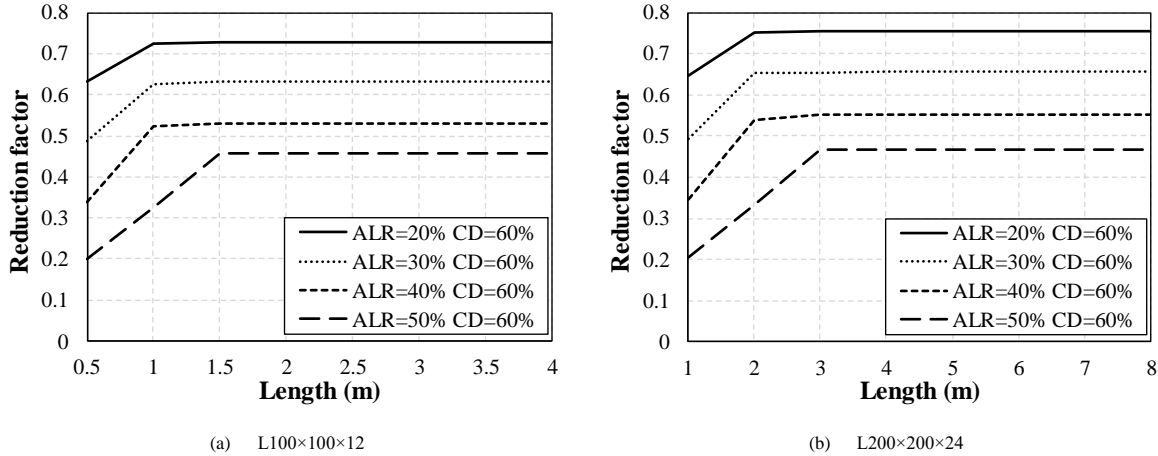 0.8
0.7
0.6
0.5
0.4
0.3
0.2
0.1
0
Reduction factor
ALR=20% CD=60%
ALR=30% CD=60%
ALR=40% CD=60%
ALR=50% CD=60%
0.5 1 1.5 2 2.5 3 3.5 4
Length (m)
(a) L100×100×12
0.8
0.7
0.6
0.5
0.4
0.3
0.2
0.1
0
Reduction factor
ALR=20% CD=60%
ALR=30% CD=60%
ALR=40% CD=60%
ALR=50% CD=60%
1 2 3 4 5 6 7 8
Length (m)
(b) L200×200×24